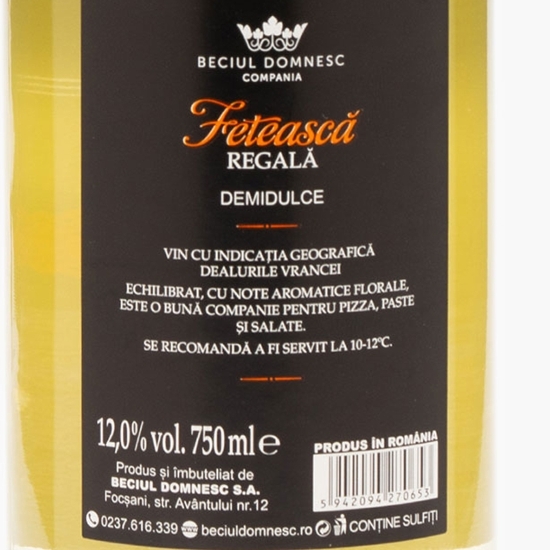 BECIUL DOMNESC
COMPANIA
Fetească
REGALĂ
DEMIDULCE
VIN CU INDICAȚIA GEOGRAFICĂ
DEALURILE VRANCEI
ECHILIBRAT, CU NOTE AROMATICE FLORALE,
ESTE O BUNĂ COMPANIE PENTRU PIZZA, PASTE
ȘI SALATE.
SE RECOMANDĂ A FI SERVIT LA 10-12°C.
12,0% vol. 750 ml e
PRODUS ÎN ROMÂNIA
Produs și îmbuteliat de
BECIUL DOMNESC S.A.
Focșani, str. Avântului nr.12
5 942094 270653
0237.616.339 www beciuldomnesc.ro CONȚINE SULFIȚI